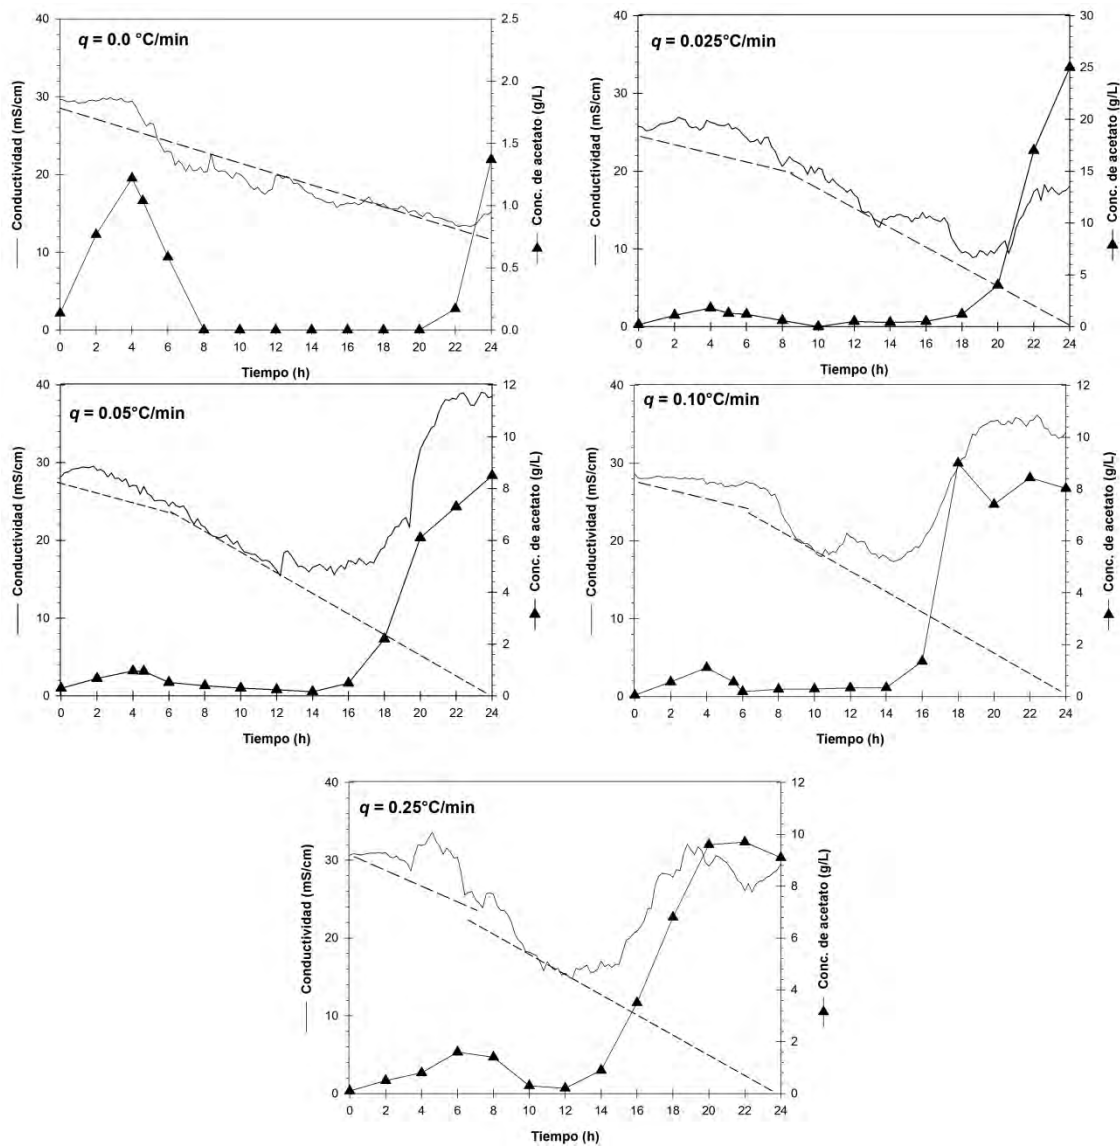 q = 0.0 °C/min
Conductividad (mS/cm)
40
30
20
10
0
0 2 4 6 8 10 12 14 16 18 20 22 24
Tiempo (h)
2.5
2.0
1.5
1.0
0.5
0.0
Conc. de acetato (g/L)
q = 0.025°C/min
Conductividad (mS/cm)
40
30
20
10
0
0 2 4 6 8 10 12 14 16 18 20 22 24
Tiempo (h)
30
25
20
15
10
5
0
Conc. de acetato (g/L)
q = 0.05°C/min
Conductividad (mS/cm)
40
30
20
10
0
0 2 4 6 8 10 12 14 16 18 20 22 24
Tiempo (h)
12
10
8
6
4
2
0
Conc. de acetato (g/L)
q = 0.10°C/min
Conductividad (mS/cm)
40
30
20
10
0
0 2 4 6 8 10 12 14 16 18 20 22 24
Tiempo (h)
12
10
8
6
4
2
0
Conc. de acetato (g/L)
q = 0.25°C/min
Conductividad (mS/cm)
40
30
20
10
0
0 2 4 6 8 10 12 14 16 18 20 22 24
Tiempo (h)
12
10
8
6
4
2
0
Conc. de acetato (g/L)